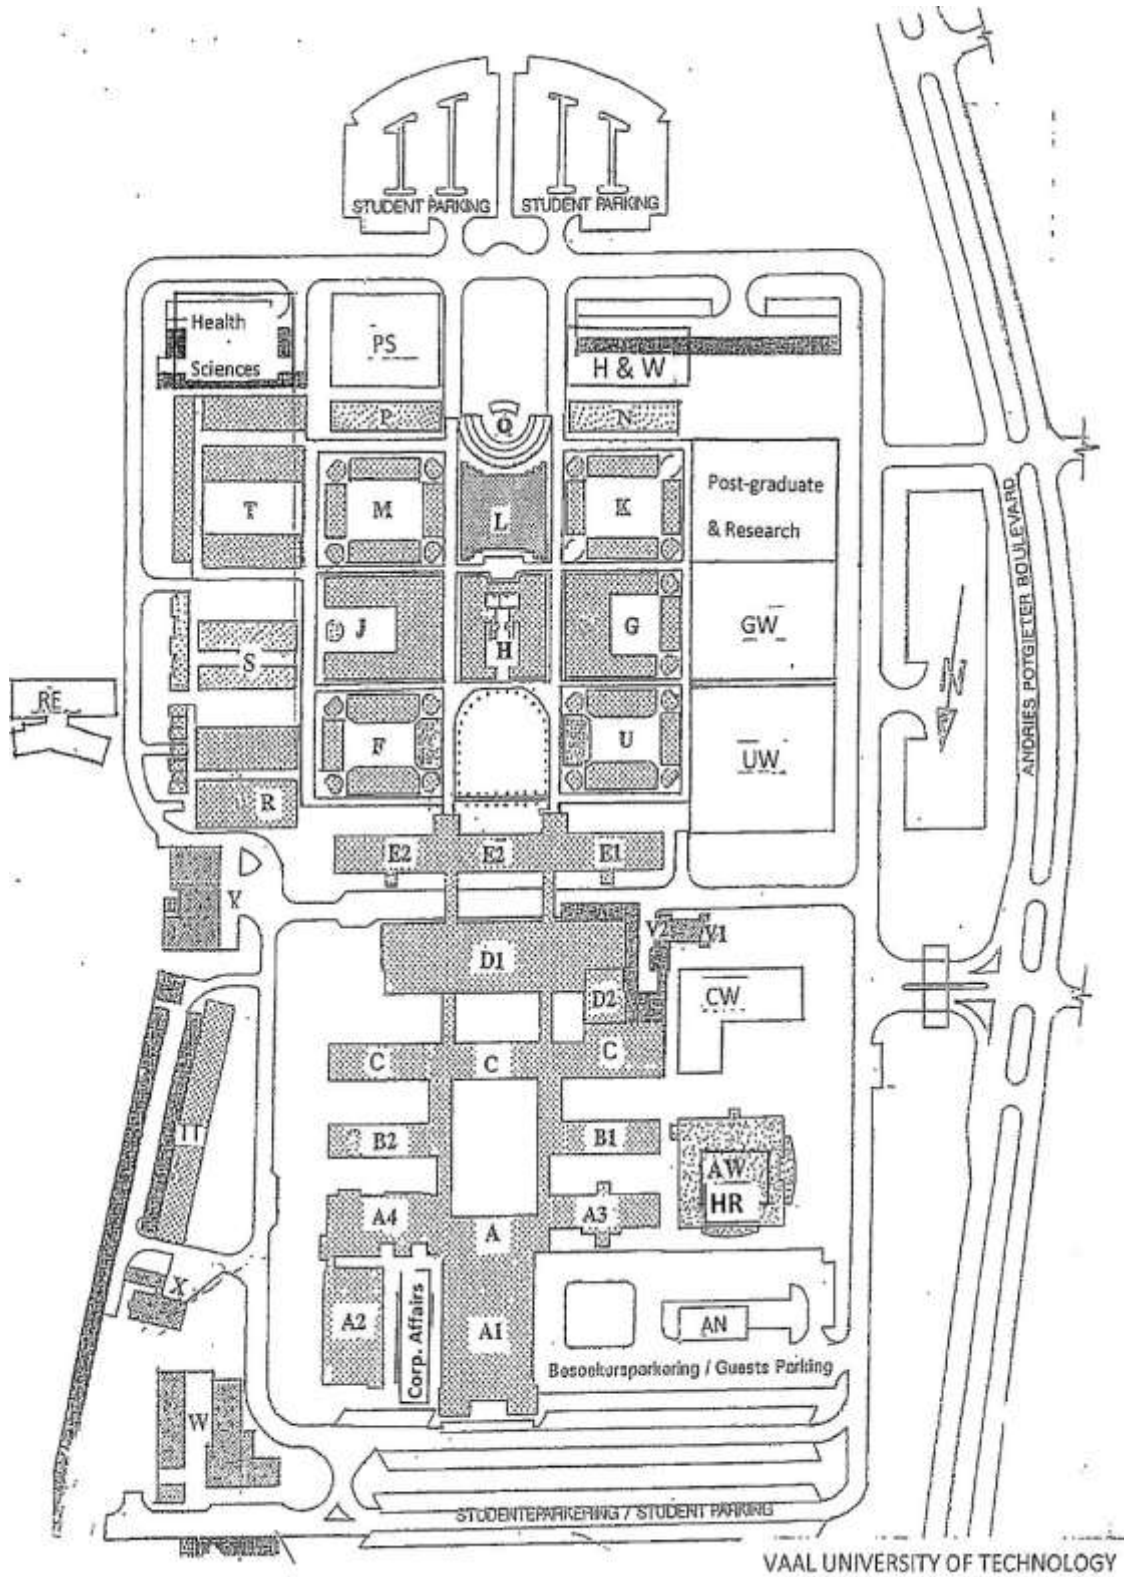 STUDENT PARKING
STUDENT PARKING
Health
Sciences
PS
H & W
P
Q
N
T
M
L
K
Post-graduate
& Research
ANDRIES POTGIETER BOULEVARD
S
J
H
G
GW
N
RE
F
U
UW
R
E2
E2
E1
Y
V2
V1
D1
D2
CW
C
C
C
B2
B1
AW
HR
A4
A
A3
X
A2
Corp. Affairs
A1
AN
Besoekersparkering / Guests Parking
W
STUDENTEPARKERING / STUDENT PARKING
VAAL UNIVERSITY OF TECHNOLOGY